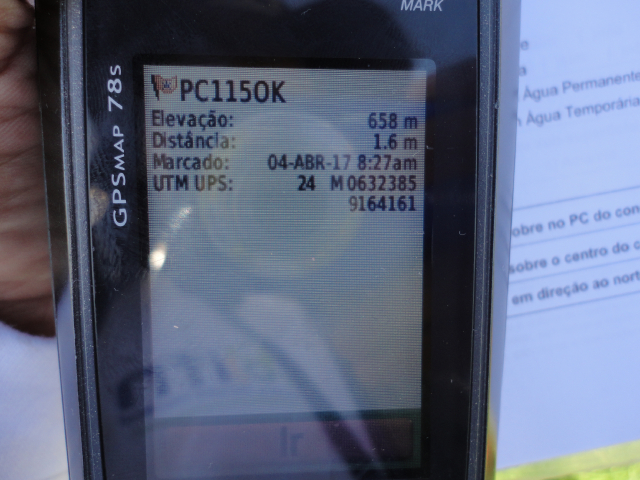 MARK
GPSMAP 78s
PC115OK
Elevação: 658 m
Distância: 1.6 m
Marcado: 04-ABR-17 8:27am
UTM UPS: 24 M 0632385
9164161
Ir
Água Permanente
Água Temporária
obre no PC do con
sobre o centro do c
em direção ao nort